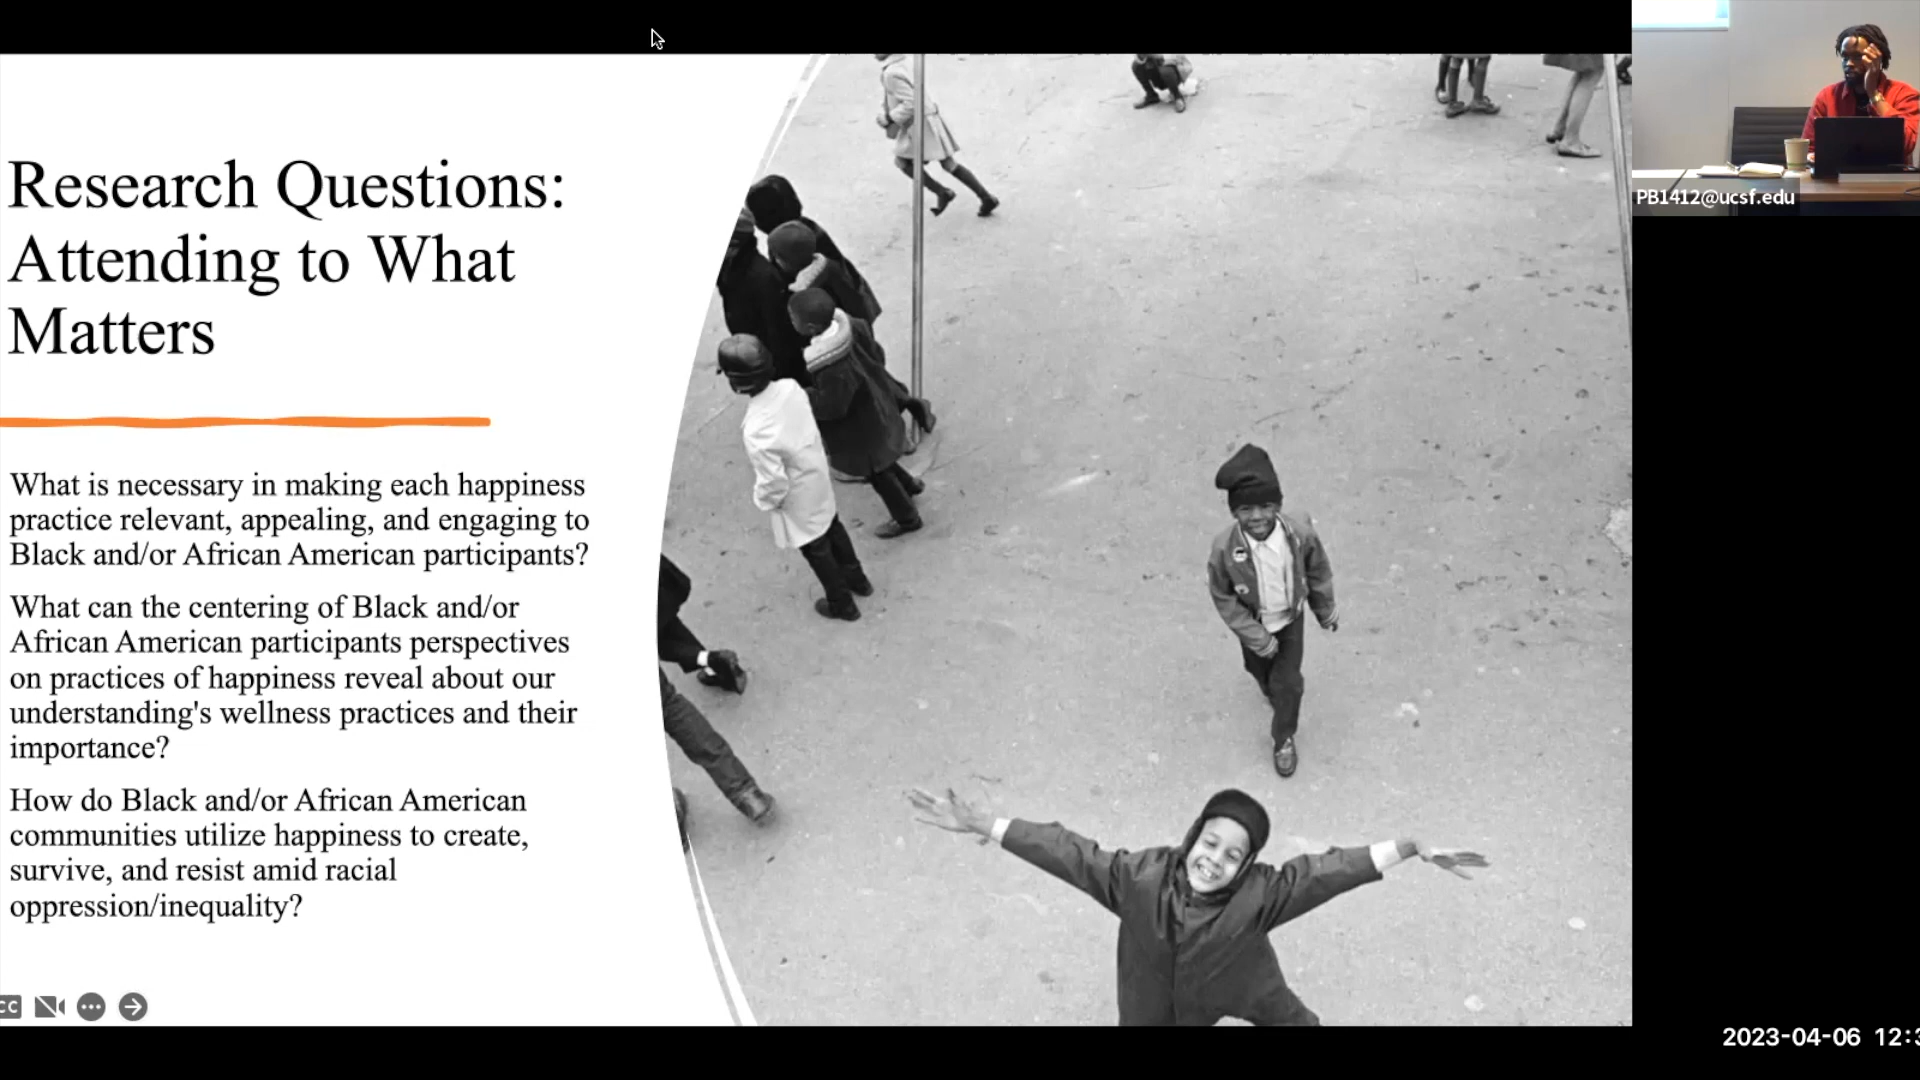 Research Questions:
Attending to What
Matters
What is necessary in making each happiness
practice relevant, appealing, and engaging to
Black and/or African American participants?
What can the centering of Black and/or
African American participants perspectives
on practices of happiness reveal about our
understanding's wellness practices and their
importance?
How do Black and/or African American
communities utilize happiness to create,
survive, and resist amid racial
oppression/inequality?
CC
PB1412@ucsf.edu
2023-04-06 12:3